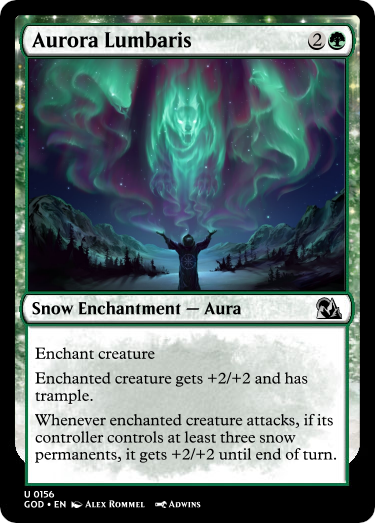 Aurora Lumbaris 2
Snow Enchantment — Aura
Enchant creature
Enchanted creature gets +2/+2 and has
trample.
Whenever enchanted creature attacks, if its
controller controls at least three snow
permanents, it gets +2/+2 until end of turn.
U 0156
GOD • EN Alex Rommel Adwins